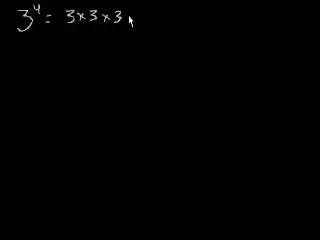 3⁴ = 3 × 3 × 3